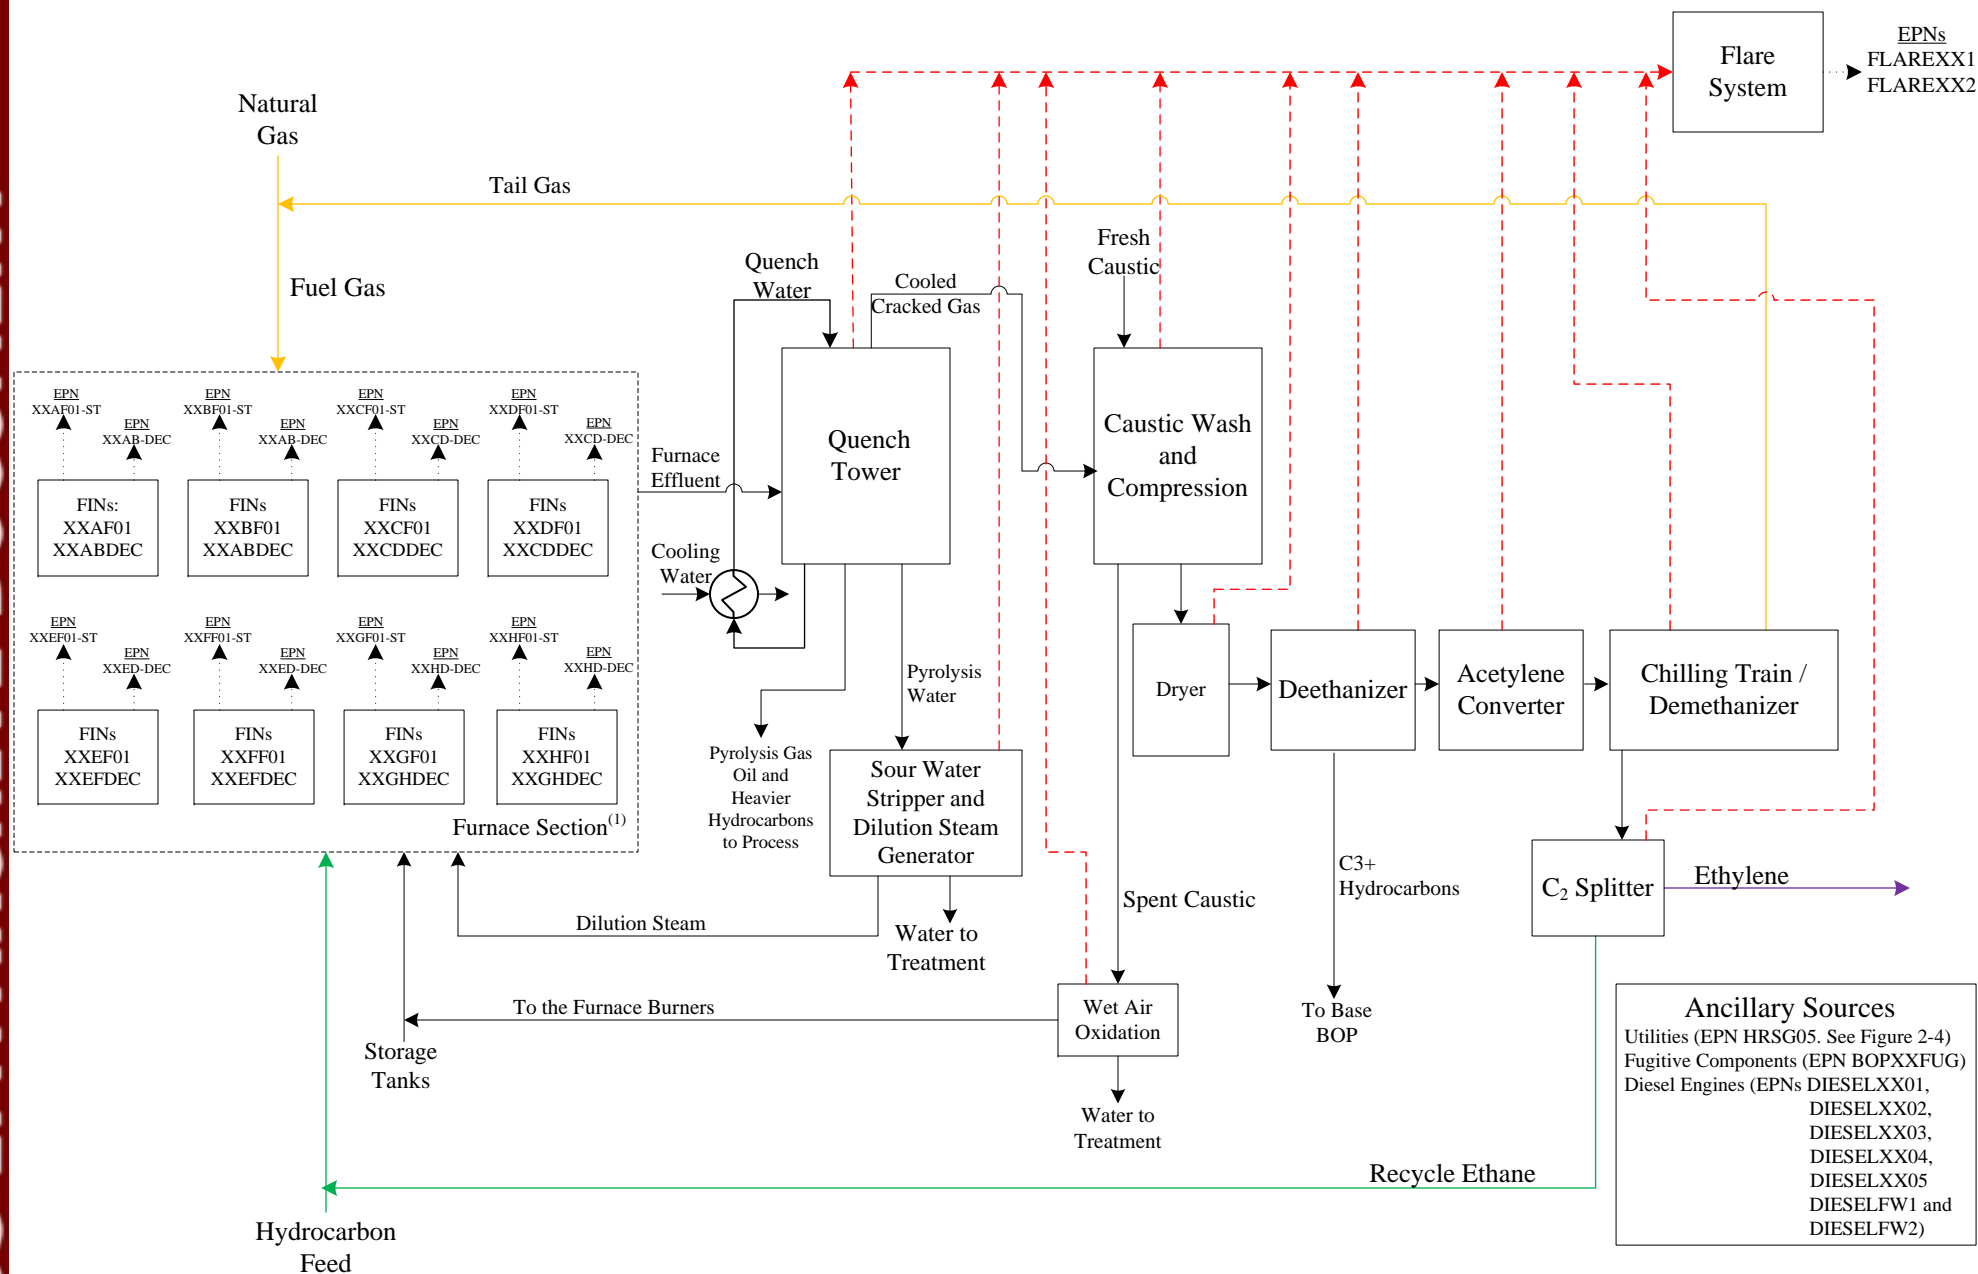 Flare
System
EPNs
FLAREXX1
FLAREXX2
Natural
Gas
Tail Gas
Fuel Gas
Quench
Water
Cooled
Cracked Gas
Fresh
Caustic
EPN
XXAF01-ST
EPN
XXAB-DEC
EPN
XXBF01-ST
EPN
XXAB-DEC
EPN
XXCF01-ST
EPN
XXCD-DEC
EPN
XXDF01-ST
EPN
XXCD-DEC
FINs:
XXAF01
XXABDEC
FINs
XXBF01
XXABDEC
FINs
XXCF01
XXCDDEC
FINs
XXDF01
XXCDDEC
Furnace
Effluent
Quench
Tower
Caustic Wash
and
Compression
Cooling
Water
EPN
XXEF01-ST
EPN
XXED-DEC
EPN
XXFF01-ST
EPN
XXED-DEC
EPN
XXGF01-ST
EPN
XXHD-DEC
EPN
XXHF01-ST
EPN
XXHD-DEC
FINs
XXEF01
XXEFDEC
FINs
XXFF01
XXEFDEC
FINs
XXGF01
XXGHDEC
FINs
XXHF01
XXGHDEC
Furnace Section(1)
Pyrolysis
Water
Dryer
Deethanizer
Acetylene
Converter
Chilling Train /
Demethanizer
Pyrolysis Gas
Oil and
Heavier
Hydrocarbons
to Process
Sour Water
Stripper and
Dilution Steam
Generator
C3+
Hydrocarbons
C2 Splitter
Ethylene
Spent Caustic
Dilution Steam
Water to
Treatment
To the Furnace Burners
Wet Air
Oxidation
To Base
BOP
Storage
Tanks
Water to
Treatment
Recycle Ethane
Hydrocarbon
Feed
Ancillary Sources
Utilities (EPN HRSG05. See Figure 2-4)
Fugitive Components (EPN BOPXXFUG)
Diesel Engines (EPNs DIESELXX01,
DIESELXX02,
DIESELXX03,
DIESELXX04,
DIESELXX05
DIESELFW1 and
DIESELFW2)